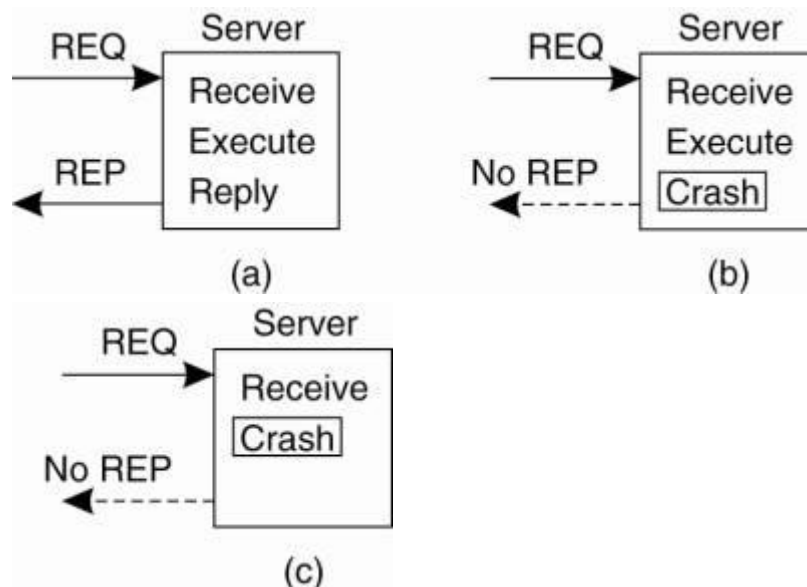 Server
REQ
Receive
Execute
REP
Reply
(a)
Server
REQ
Receive
Execute
No REP
Crash
(b)
Server
REQ
Receive
Crash
No REP
(c)